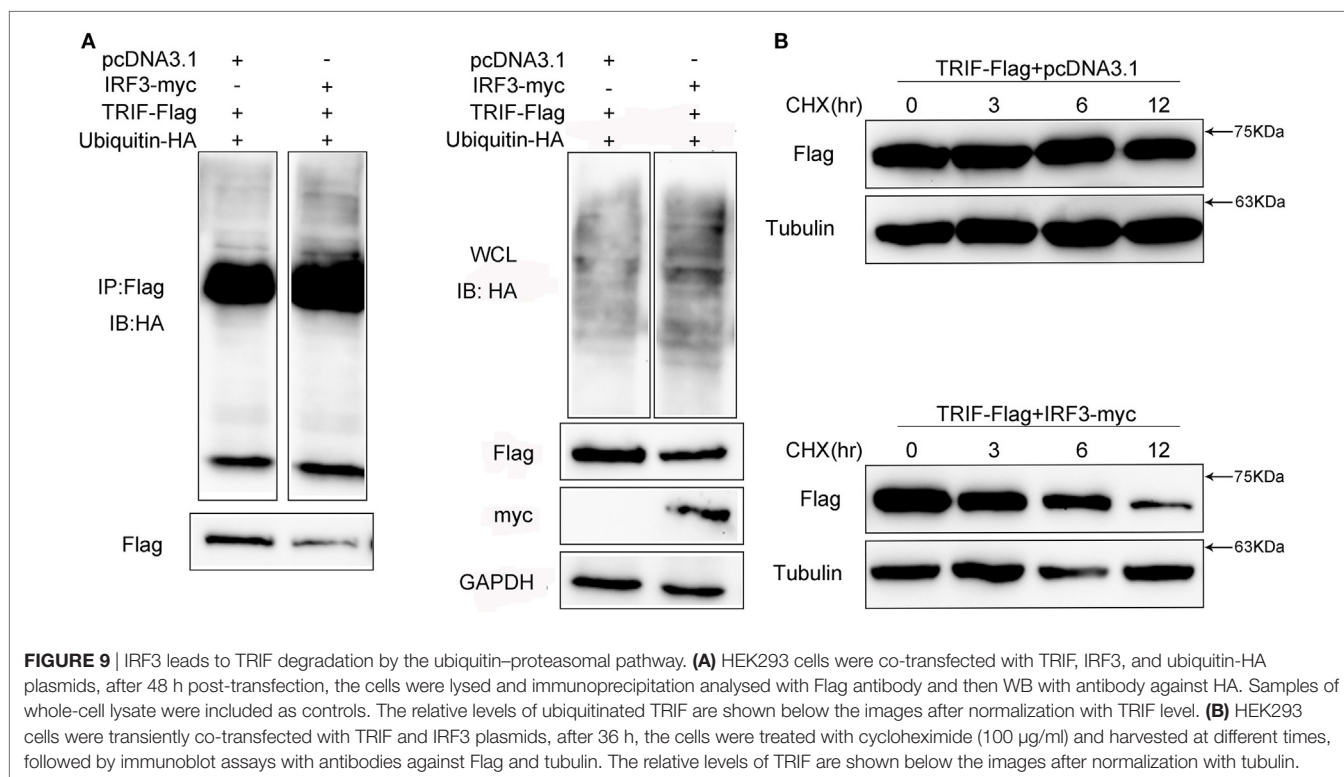 A
pcDNA3.1 + -
IRF3-myc - +
TRIF-Flag + +
Ubiquitin-HA + +
IP:Flag
IB:HA
Flag
pcDNA3.1 + -
IRF3-myc - +
TRIF-Flag + +
Ubiquitin-HA + +
WCL
IB: HA
Flag
myc
GAPDH
B
TRIF-Flag+pcDNA3.1
CHX(hr) 0 3 6 12
Flag
←75KDa
Tubulin
←63KDa
TRIF-Flag+IRF3-myc
CHX(hr) 0 3 6 12
Flag
←75KDa
Tubulin
←63KDa
FIGURE 9 | IRF3 leads to TRIF degradation by the ubiquitin–proteasomal pathway. (A) HEK293 cells were co-transfected with TRIF, IRF3, and ubiquitin-HA
plasmids, after 48 h post-transfection, the cells were lysed and immunoprecipitation analysed with Flag antibody and then WB with antibody against HA. Samples of
whole-cell lysate were included as controls. The relative levels of ubiquitinated TRIF are shown below the images after normalization with TRIF level. (B) HEK293
cells were transiently co-transfected with TRIF and IRF3 plasmids, after 36 h, the cells were treated with cycloheximide (100 µg/ml) and harvested at different times,
followed by immunoblot assays with antibodies against Flag and tubulin. The relative levels of TRIF are shown below the images after normalization with tubulin.